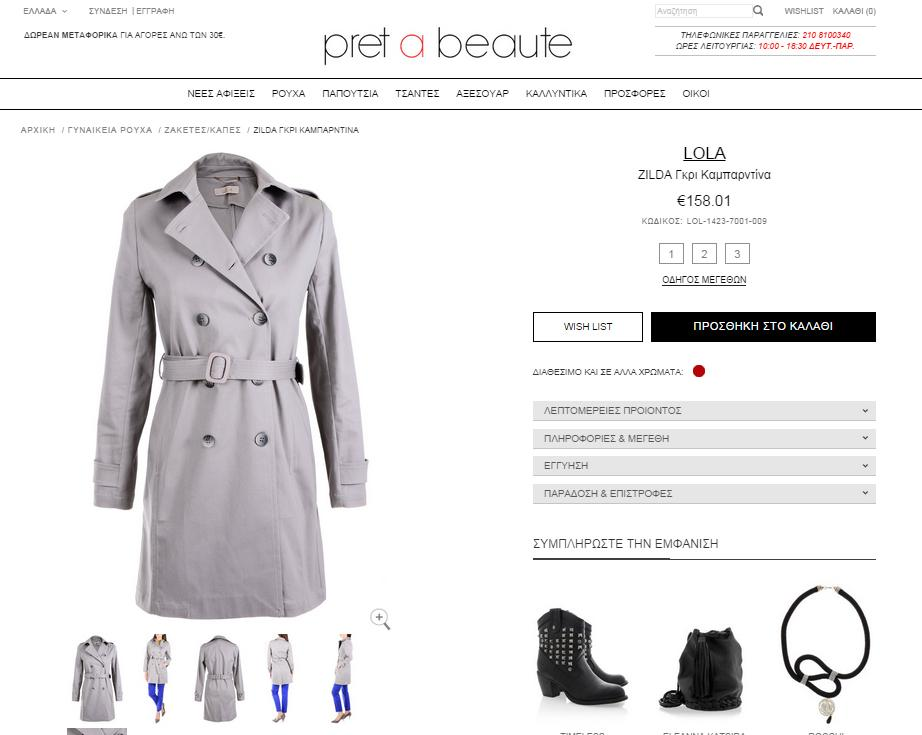 ΕΛΛΑΔΑ ΣΥΝΔΕΣΗ | ΕΓΓΡΑΦΗ
Αναζήτηση WISHLIST ΚΑΛΑΘΙ (0)
ΔΩΡΕΑΝ ΜΕΤΑΦΟΡΙΚΑ ΓΙΑ ΑΓΟΡΕΣ ΑΝΩ ΤΩΝ 30€.
pret a beaute
ΤΗΛΕΦΩΝΙΚΕΣ ΠΑΡΑΓΓΕΛΙΕΣ: 210 8100340
ΩΡΕΣ ΛΕΙΤΟΥΡΓΙΑΣ: 10:00 - 18:30 ΔΕΥΤ.-ΠΑΡ.
ΝΕΕΣ ΑΦΙΞΕΙΣ ΡΟΥΧΑ ΠΑΠΟΥΤΣΙΑ ΤΣΑΝΤΕΣ ΑΞΕΣΟΥΑΡ ΚΑΛΛΥΝΤΙΚΑ ΠΡΟΣΦΟΡΕΣ ΟΙΚΟΙ
ΑΡΧΙΚΗ / ΓΥΝΑΙΚΕΙΑ ΡΟΥΧΑ / ΖΑΚΕΤΕΣ/ΚΑΠΕΣ / ZILDA ΓΚΡΙ ΚΑΜΠΑΡΝΤΙΝΑ
LOLA
ZILDA Γκρι Καμπαρντίνα
€158.01
ΚΩΔΙΚΟΣ: LOL-1423-7001-009
1 2 3
ΟΔΗΓΟΣ ΜΕΓΕΘΩΝ
WISH LIST ΠΡΟΣΘΗΚΗ ΣΤΟ ΚΑΛΑΘΙ
ΔΙΑΘΕΣΙΜΟ ΚΑΙ ΣΕ ΑΛΛΑ ΧΡΩΜΑΤΑ:
ΛΕΠΤΟΜΕΡΕΙΕΣ ΠΡΟΙΟΝΤΟΣ
ΠΛΗΡΟΦΟΡΙΕΣ & ΜΕΓΕΘΗ
ΕΓΓΥΗΣΗ
ΠΑΡΑΔΟΣΗ & ΕΠΙΣΤΡΟΦΕΣ
ΣΥΜΠΛΗΡΩΣΤΕ ΤΗΝ ΕΜΦΑΝΙΣΗ